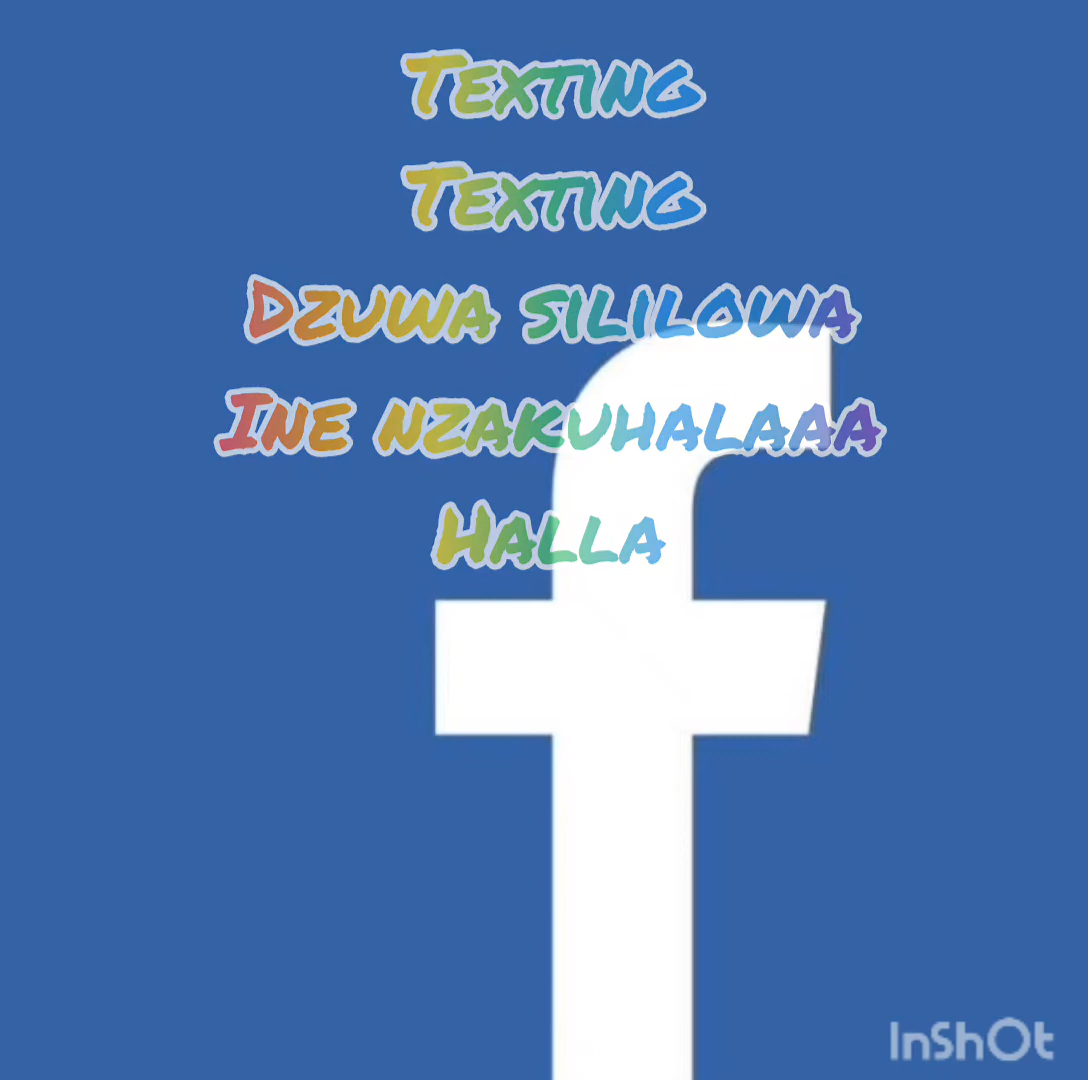 Texting
Texting
Dzuwa sililowa
Ine nzakuhalaaa
Halla
f
InShOt